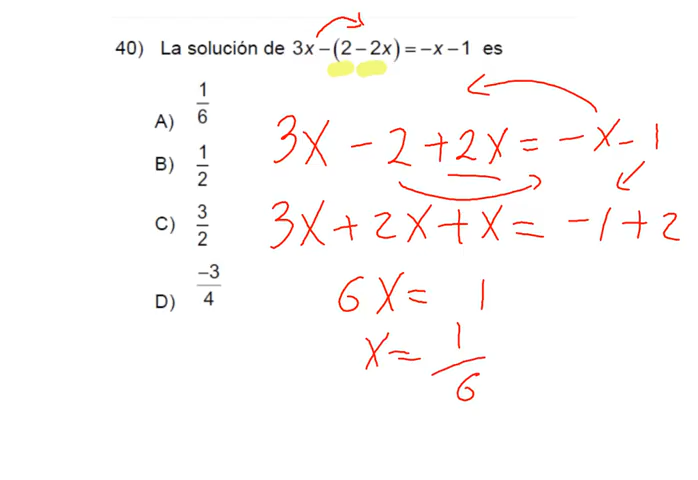 40) La solución de 3x-(2-2x)=-x-1 es
A) 1/6
B) 1/2
C) 3/2
D) -3/4
3x - 2 + 2x = -x - 1
3x + 2x + x = -1 + 2
6x = 1
x = 1/6